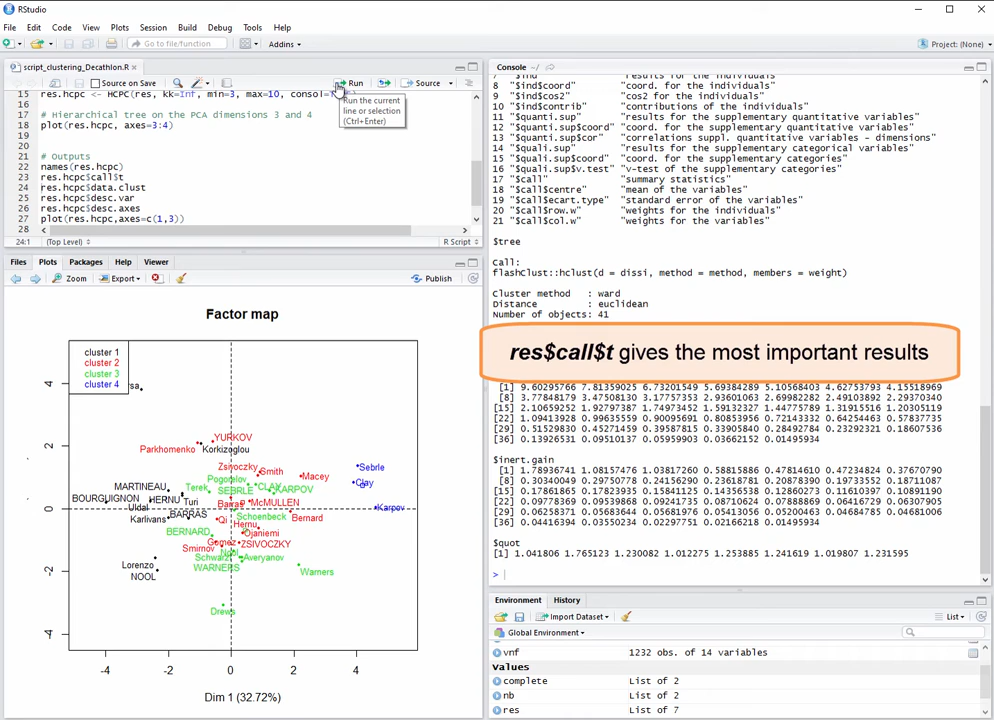 RStudio
File Edit Code View Plots Session Build Debug Tools Help
Go to file/function Addins Project: (None)
script_clustering_Decathlon.R
Source on Save Run Source
15 res.hcpc <- HCPC(res, kk=Inf, min=3, max=10, consol=
16
17 # Hierarchical tree on the PCA dimensions 3 and 4
18 plot(res.hcpc, axes=3:4)
19
20
21 # Outputs
22 names(res.hcpc)
23 res.hcpc$call$t
24 res.hcpc$data.clust
25 res.hcpc$desc.var
26 res.hcpc$desc.axes
27 plot(res.hcpc,axes=c(1,3))
28
Run the current
line or selection
(Ctrl+Enter)
24:1 (Top Level) R Script
Files Plots Packages Help Viewer
Zoom Export Publish
Factor map
cluster 1
cluster 2
cluster 3
cluster 4
rsa
YURKOV
Parkhomenko Korkizoglou
Zsivoczky Smith Macey
Sebrle
Clay
Karpov
Pogorelov
MARTINEAU Terek SEBRLE CLAY KARPOV
BOURGUIGNON HERNU Turi
Uldal Barras McMULLEN
Karlivans BARRAS Qi Schoenbeck Bernard
Hernu
BERNARD Ojaniemi
Gomez ZSIVOCZKY
Smirnov Nool
Schwarzl Averyanov
Lorenzo WARNERS Warners
NOOL
Drews
4
2
0
-2
-4
-4 -2 0 2 4
Dim 1 (32.72%)
Console ~/
7 "$ind" "results for the individuals"
8 "$ind$coord" "coord. for the individuals"
9 "$ind$cos2" "cos2 for the individuals"
10 "$ind$contrib" "contributions of the individuals"
11 "$quanti.sup" "results for the supplementary quantitative variables"
12 "$quanti.sup$coord" "coord. for the supplementary quantitative variables"
13 "$quanti.sup$cor" "correlations suppl. quantitative variables - dimensions"
14 "$quali.sup" "results for the supplementary categorical variables"
15 "$quali.sup$coord" "coord. for the supplementary categories"
16 "$quali.sup$v.test" "v-test of the supplementary categories"
17 "$call" "summary statistics"
18 "$call$centre" "mean of the variables"
19 "$call$ecart.type" "standard error of the variables"
20 "$call$row.w" "weights for the individuals"
21 "$call$col.w" "weights for the variables"
$tree
Call:
flashClust::hclust(d = dissi, method = method, members = weight)
Cluster method : ward
Distance : euclidean
Number of objects: 41
res$call$t gives the most important results
[1] 9.60295766 7.81359025 6.73201549 5.69384289 5.10568403 4.62753793 4.15518969
[8] 3.77848179 3.47508130 3.17757353 2.93601063 2.69982282 2.49103892 2.29370340
[15] 2.10659252 1.92797387 1.74973452 1.59132327 1.44775789 1.31915516 1.20305119
[22] 1.09413928 0.99635559 0.90095691 0.80853972 0.72143332 0.64254463 0.57837735
[29] 0.51529830 0.45271459 0.39587815 0.33905840 0.28492784 0.23292321 0.18607536
[36] 0.13926531 0.09510137 0.05959903 0.03662152 0.01495934
$inert.gain
[1] 1.78936741 1.08157476 1.03817260 0.58815886 0.47814610 0.47234824 0.37670790
[8] 0.30340049 0.29750778 0.24156290 0.23618781 0.20878390 0.19733552 0.18711087
[15] 0.17861865 0.17823935 0.15841125 0.14356538 0.12860273 0.11610397 0.10891190
[22] 0.09778369 0.09539868 0.09241735 0.08710624 0.07888869 0.06416729 0.06307905
[29] 0.06258371 0.05683644 0.05681976 0.05413056 0.05200463 0.04684785 0.04681006
[36] 0.04416394 0.03550234 0.02297751 0.02166218 0.01495934
$quot
[1] 1.041806 1.765123 1.230082 1.012275 1.253885 1.241619 1.019807 1.231595
>
Environment History
Import Dataset List
Global Environment
vnf 1232 obs. of 14 variables
Values
complete List of 2
nb List of 2
res List of 7